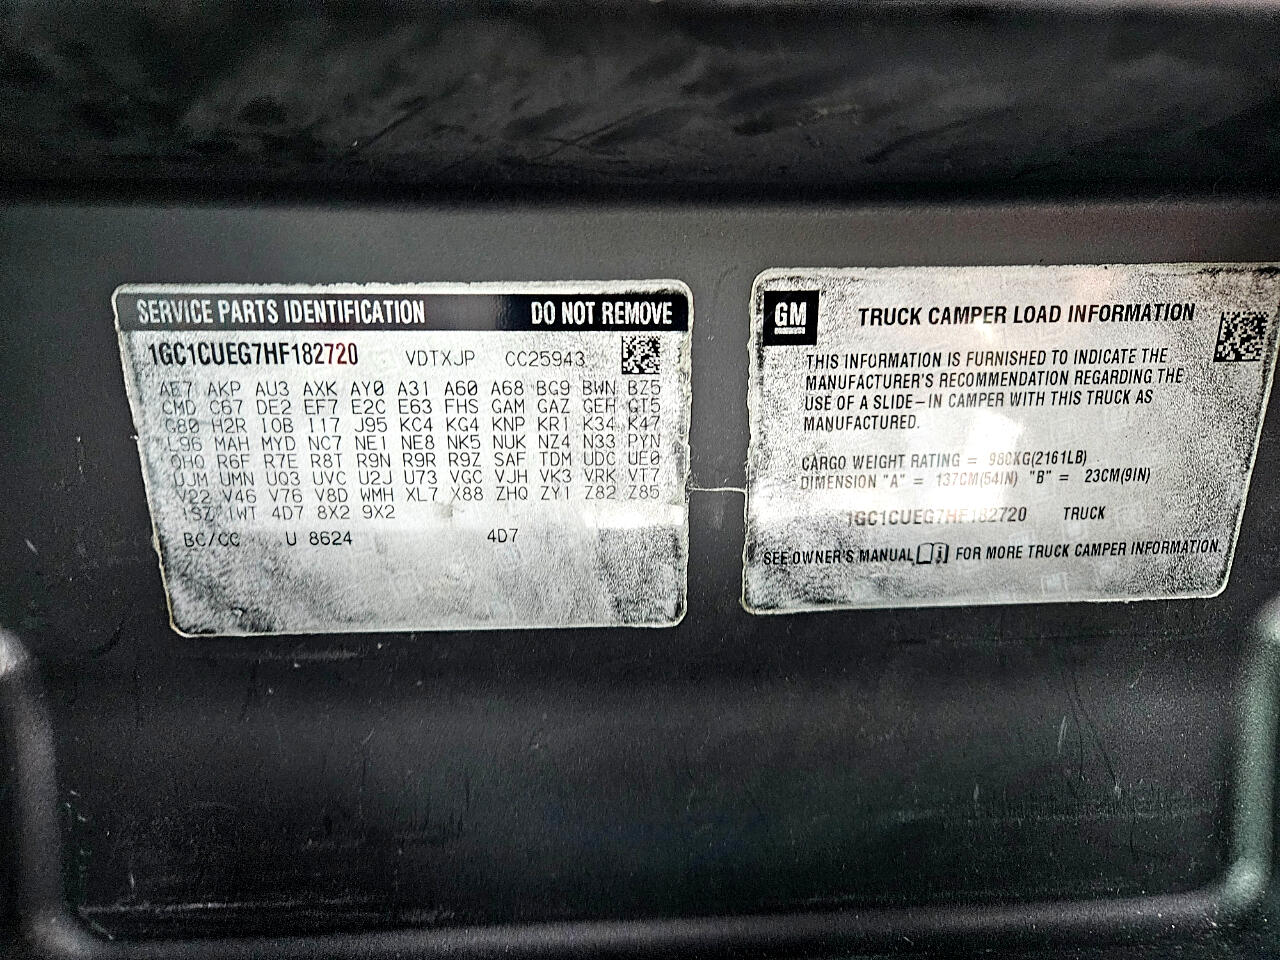 SERVICE PARTS IDENTIFICATION DO NOT REMOVE
1GC1CUEG7HF182720 VDTXJP CC25943
AE7 AKP AU3 AXK AY0 A31 A60 A68 BG9 BWN BZ5
CMD C67 DE2 EF7 E2C E63 FHS GAM GAZ GEH GT5
G80 H2R IOB I17 J95 KC4 KG4 KNP KR1 K34 K47
L96 MAH MYD NC7 NE1 NE8 NK5 NUK NZ4 N33 PYN
QHQ R6F R7E R8T R9N R9R R9Z SAF TDM UDC UE0
UJM UMN UQ3 UVC U2J U73 VGC VJH VK3 VRK VT7
V22 V46 V76 V8D WMH XL7 X88 ZHQ ZY1 Z82 Z85
1SZ 1WT 4D7 8X2 9X2
BC/CC U 8624 4D7
GM
TRUCK CAMPER LOAD INFORMATION
THIS INFORMATION IS FURNISHED TO INDICATE THE
MANUFACTURER'S RECOMMENDATION REGARDING THE
USE OF A SLIDE-IN CAMPER WITH THIS TRUCK AS
MANUFACTURED.
CARGO WEIGHT RATING = 980KG(2161LB)
DIMENSION "A" = 137CM(54IN) "B" = 23CM(9IN)
1GC1CUEG7HF182720 TRUCK
SEE OWNER'S MANUAL FOR MORE TRUCK CAMPER INFORMATION.